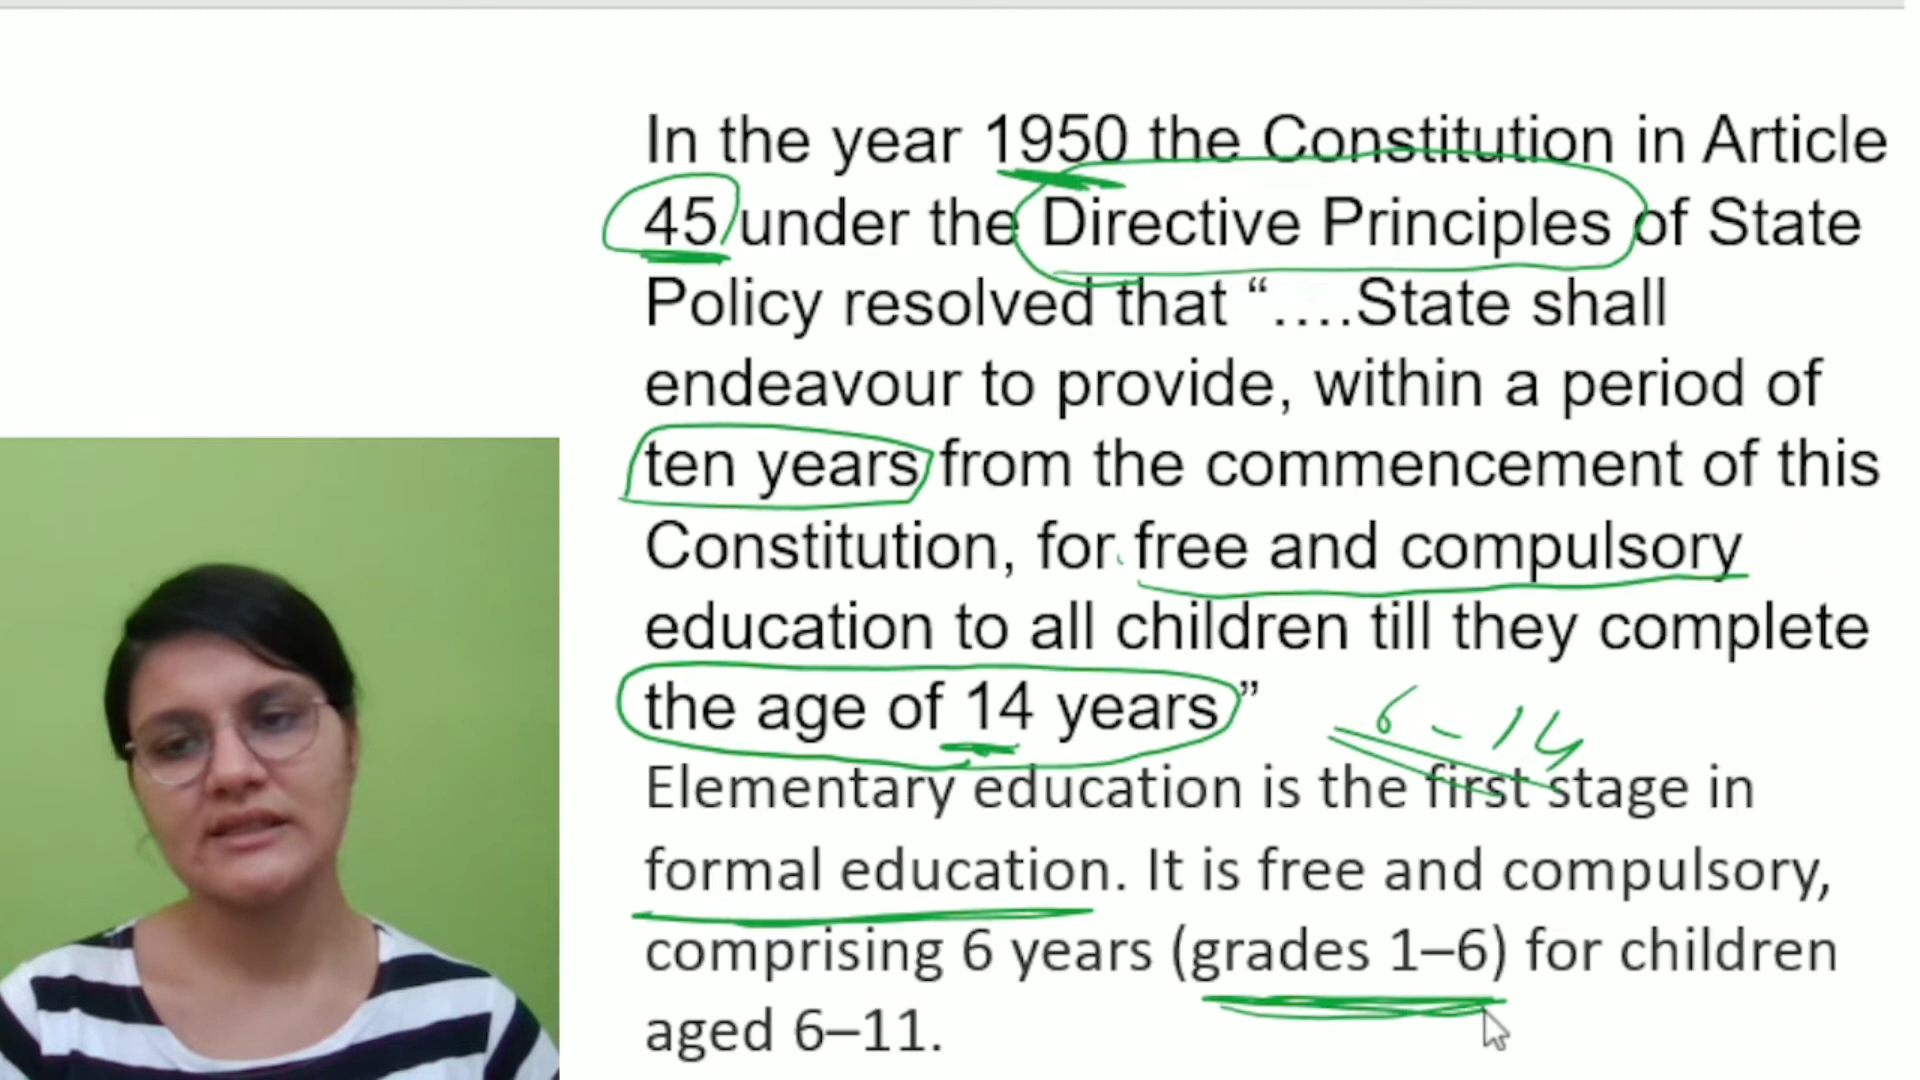 In the year 1950 the Constitution in Article
45 under the Directive Principles of State
Policy resolved that “....State shall
endeavour to provide, within a period of
ten years from the commencement of this
Constitution, for free and compulsory
education to all children till they complete
the age of 14 years”
6-14
Elementary education is the first stage in
formal education. It is free and compulsory,
comprising 6 years (grades 1–6) for children
aged 6–11.